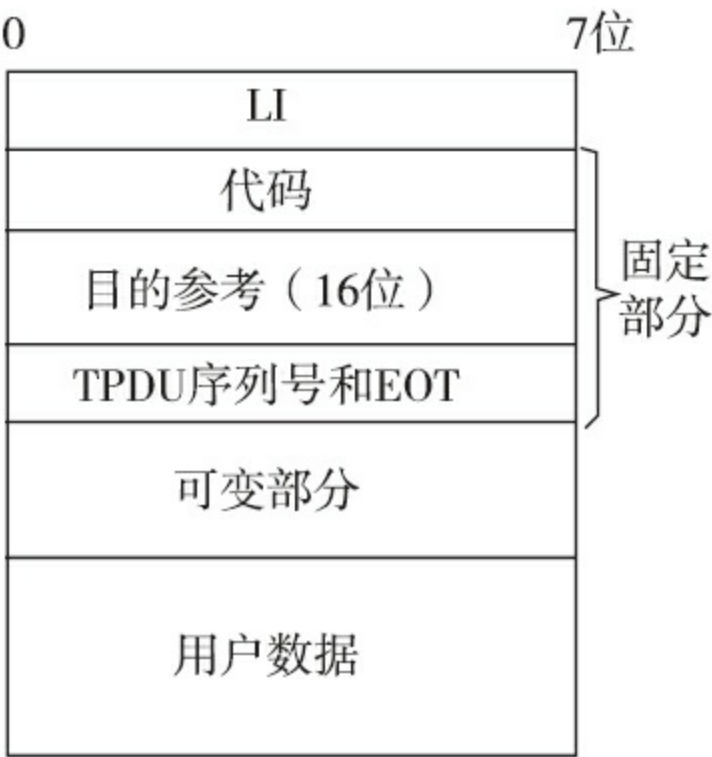 0 7位
LI
代码
目的参考（16位）
固定
部分
TPDU序列号和EOT
可变部分
用户数据